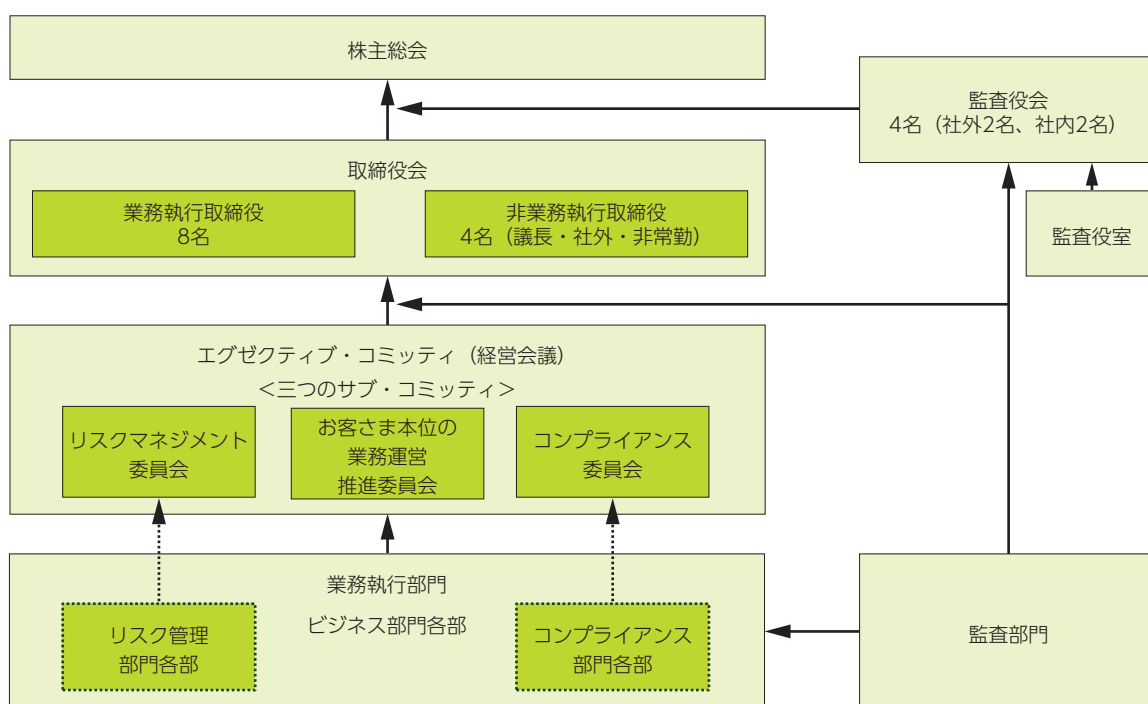 株主総会
監査役会
4名（社外2名、社内2名）
取締役会
業務執行取締役
8名
非業務執行取締役
4名（議長・社外・非常勤）
監査役室
エグゼクティブ・コミッティ（経営会議）
＜三つのサブ・コミッティ＞
リスクマネジメント
委員会
お客さま本位の
業務運営
推進委員会
コンプライアンス
委員会
業務執行部門
ビジネス部門各部
リスク管理
部門各部
コンプライアンス
部門各部
監査部門